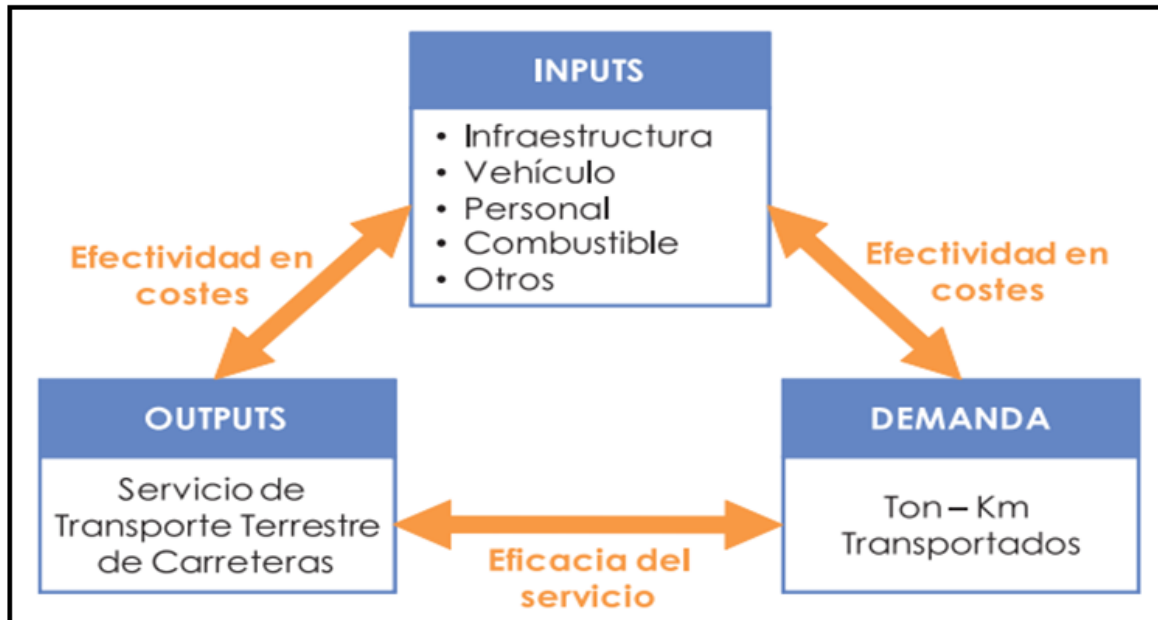 INPUTS
• Infraestructura
• Vehículo
• Personal
• Combustible
• Otros
Efectividad en
costes
Efectividad en
costes
OUTPUTS
Servicio de
Transporte Terrestre
de Carreteras
Eficacia del
servicio
DEMANDA
Ton – Km
Transportados